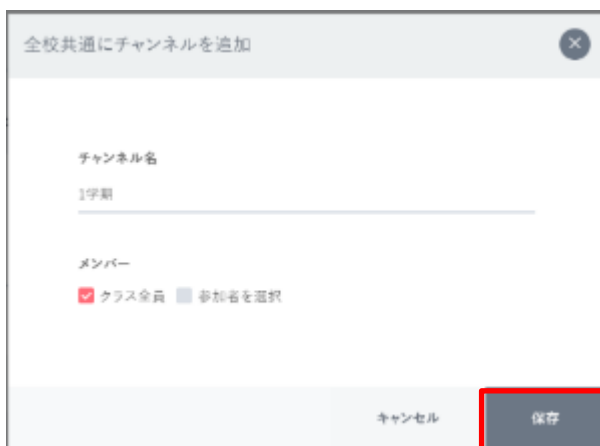 全校共通にチャンネルを追加
チャンネル名
1学期
メンバー
クラス全員 参加者を選択
キャンセル 保存